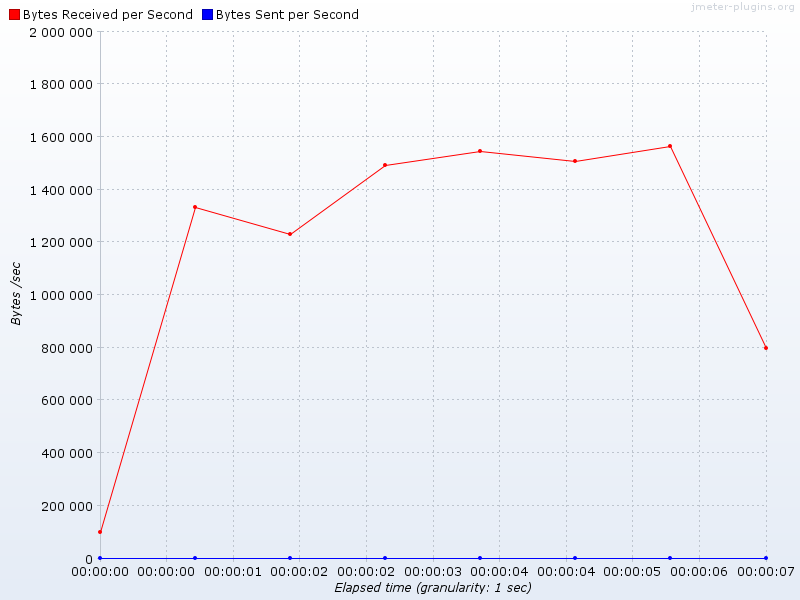 Bytes Received per Second Bytes Sent per Second
jmeter-plugins.org
2 000 000
1 800 000
1 600 000
1 400 000
1 200 000
1 000 000
800 000
600 000
400 000
200 000
0
Bytes /sec
00:00:00 00:00:00 00:00:01 00:00:02 00:00:02 00:00:03 00:00:04 00:00:04 00:00:05 00:00:06 00:00:07
Elapsed time (granularity: 1 sec)